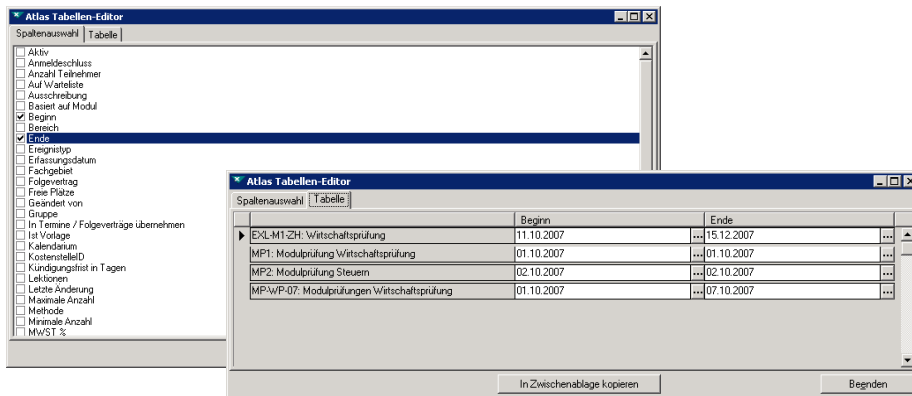 Atlas Tabellen-Editor
Spaltenauswahl Tabelle
Aktiv
Anmeldeschluss
Anzahl Teilnehmer
Auf Warteliste
Ausschreibung
Basiert auf Modul
Beginn
Bereich
Ende
Ereignistyp
Erfassungsdatum
Fachgebiet
Folgevertrag
Freie Plätze
Geändert von
Gruppe
In Termine / Folgeverträge übernehmen
Ist Vorlage
Kalendarium
KostenstelleID
Kündigungsfrist in Tagen
Lektionen
Letzte Änderung
Maximale Anzahl
Methode
Minimale Anzahl
MWST %
Atlas Tabellen-Editor
Spaltenauswahl Tabelle
Beginn Ende
EXL-M1-ZH: Wirtschaftsprüfung 11.10.2007 ... 15.12.2007 ...
MP1: Modulprüfung Wirtschaftsprüfung 01.10.2007 ... 01.10.2007 ...
MP2: Modulprüfung Steuern 02.10.2007 ... 02.10.2007 ...
MP-WP-07: Modulprüfungen Wirtschaftsprüfung 01.10.2007 ... 07.10.2007 ...
In Zwischenablage kopieren Beenden